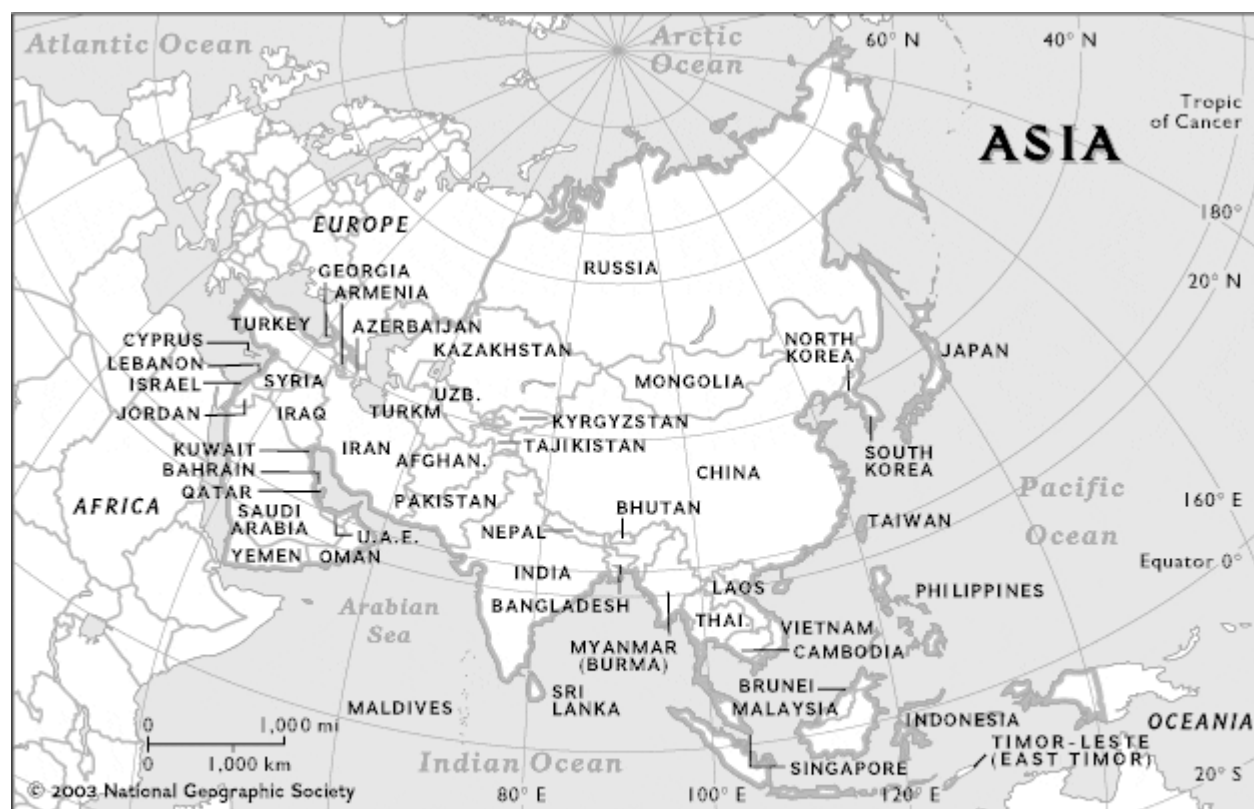 Atlantic Ocean
Arctic
Ocean
60° N
40° N
Tropic
of Cancer
ASIA
180°
20° N
160° E
Equator 0°
20° S
EUROPE
RUSSIA
GEORGIA
ARMENIA
AZERBAIJAN
TURKEY
CYPRUS
LEBANON
ISRAEL
JORDAN
SYRIA
IRAQ
KAZAKHSTAN
UZB.
TURKM.
KYRGYZSTAN
TAJIKISTAN
MONGOLIA
NORTH
KOREA
JAPAN
SOUTH
KOREA
KUWAIT
BAHRAIN
QATAR
IRAN
AFGHAN.
PAKISTAN
CHINA
AFRICA
SAUDI
ARABIA
U.A.E.
YEMEN
OMAN
NEPAL
BHUTAN
INDIA
BANGLADESH
TAIWAN
Pacific
Ocean
LAOS
THAI.
VIETNAM
CAMBODIA
PHILIPPINES
MYANMAR
(BURMA)
Arabian
Sea
MALDIVES
SRI
LANKA
BRUNEI
MALAYSIA
SINGAPORE
INDONESIA
OCEANIA
TIMOR-LESTE
(EAST TIMOR)
Indian Ocean
0 1,000 mi
0 1,000 km
© 2003 National Geographic Society
80° E
100° E
120° E